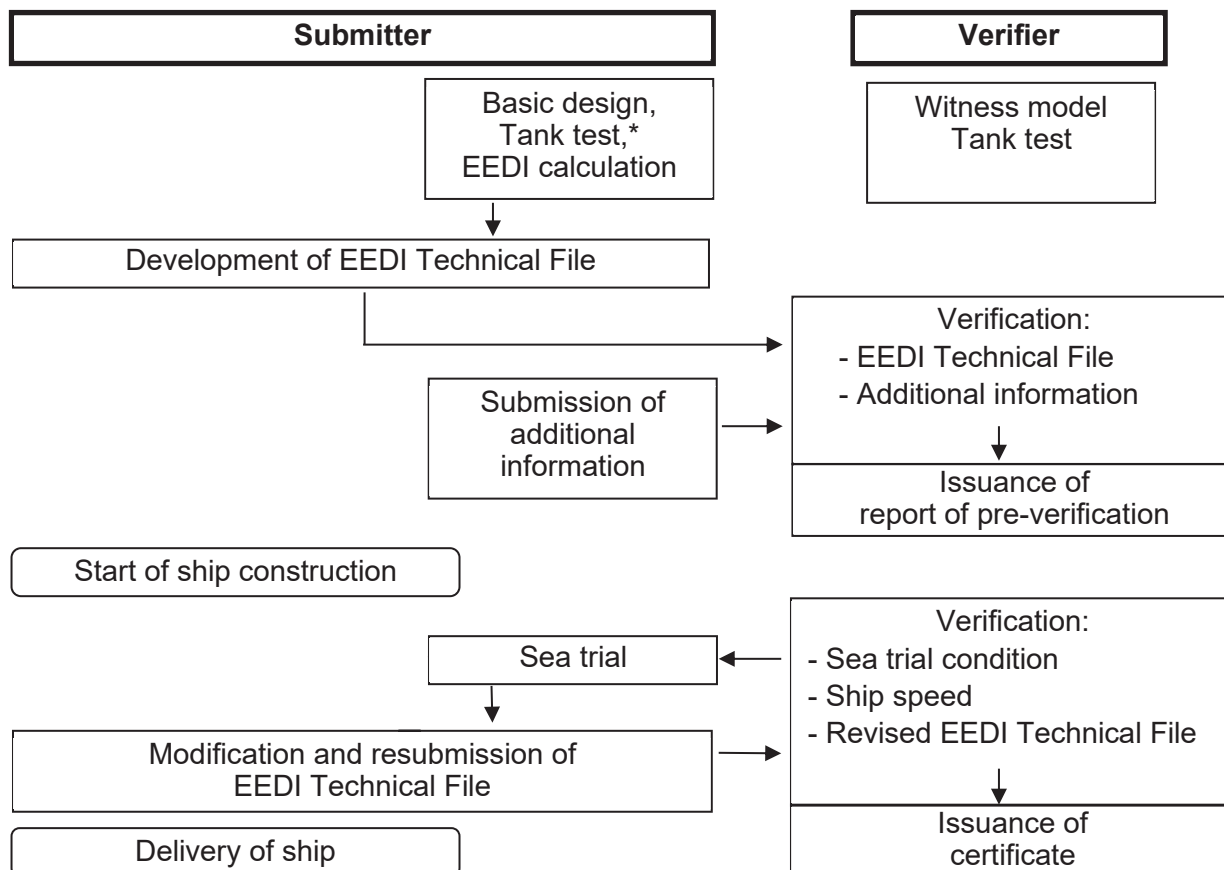 Submitter
Verifier
Basic design,
Tank test,*
EEDI calculation
Witness model
Tank test
Development of EEDI Technical File
Verification:
- EEDI Technical File
- Additional information
Submission of
additional
information
Issuance of
report of pre-verification
Start of ship construction
Verification:
- Sea trial condition
- Ship speed
- Revised EEDI Technical File
Sea trial
Modification and resubmission of
EEDI Technical File
Issuance of
certificate
Delivery of ship